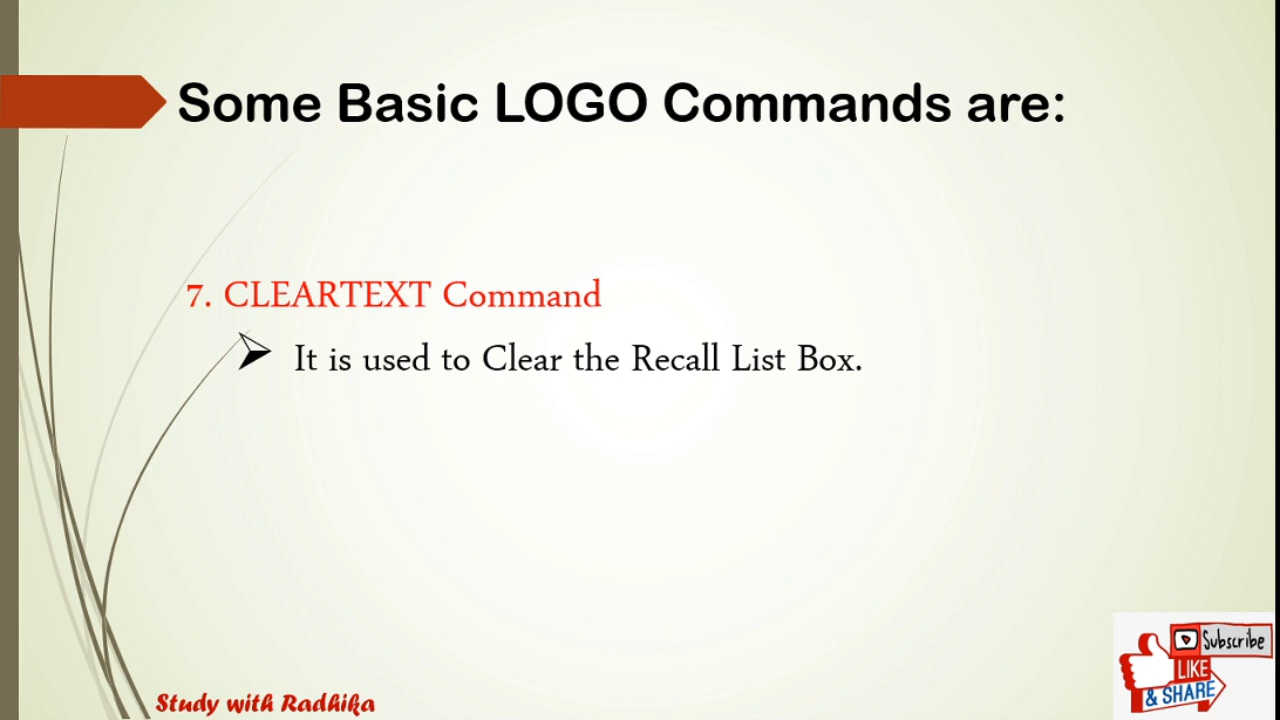 Some Basic LOGO Commands are:
7. CLEARTEXT Command
It is used to Clear the Recall List Box.
Subscribe
LIKE
& SHARE
Study with Radhika